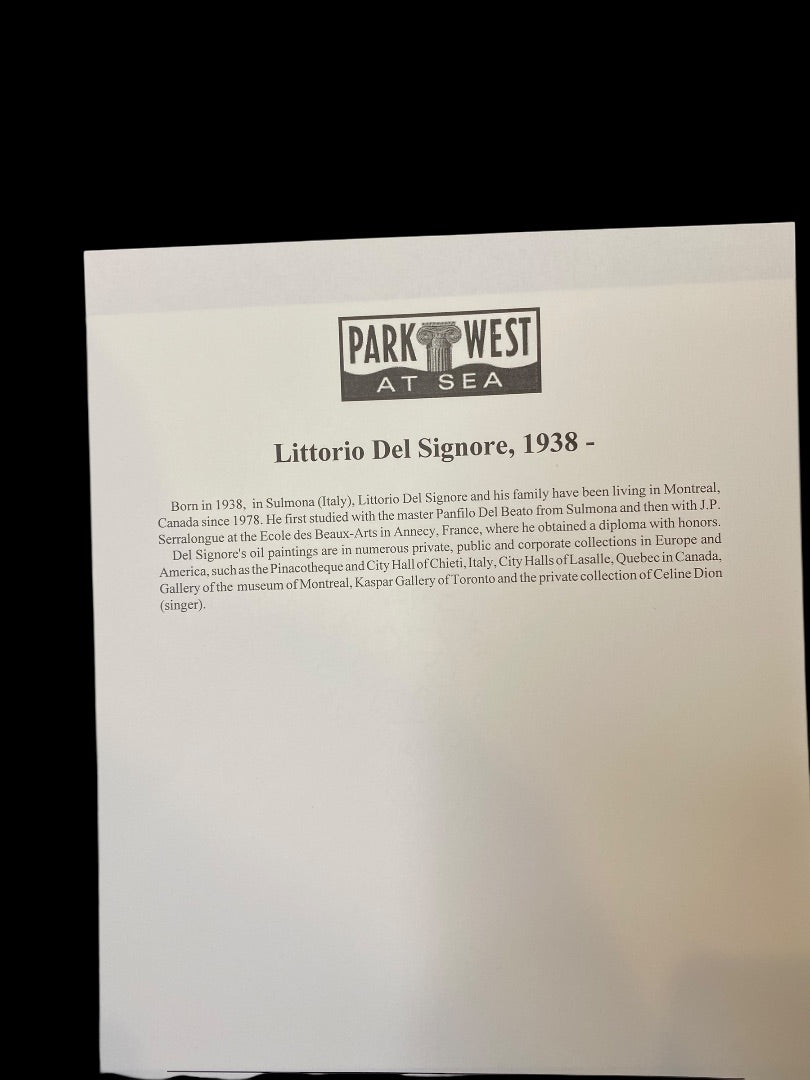 PARK WEST
AT SEA
Littorio Del Signore, 1938 -
Born in 1938, in Sulmona (Italy), Littorio Del Signore and his family have been living in Montreal,
Canada since 1978. He first studied with the master Panfilo Del Beato from Sulmona and then with J.P.
Serralongue at the Ecole des Beaux-Arts in Annecy, France, where he obtained a diploma with honors.
Del Signore's oil paintings are in numerous private, public and corporate collections in Europe and
America, such as the Pinacotheque and City Hall of Chieti, Italy, City Halls of Lasalle, Quebec in Canada,
Gallery of the museum of Montreal, Kaspar Gallery of Toronto and the private collection of Celine Dion
(singer).